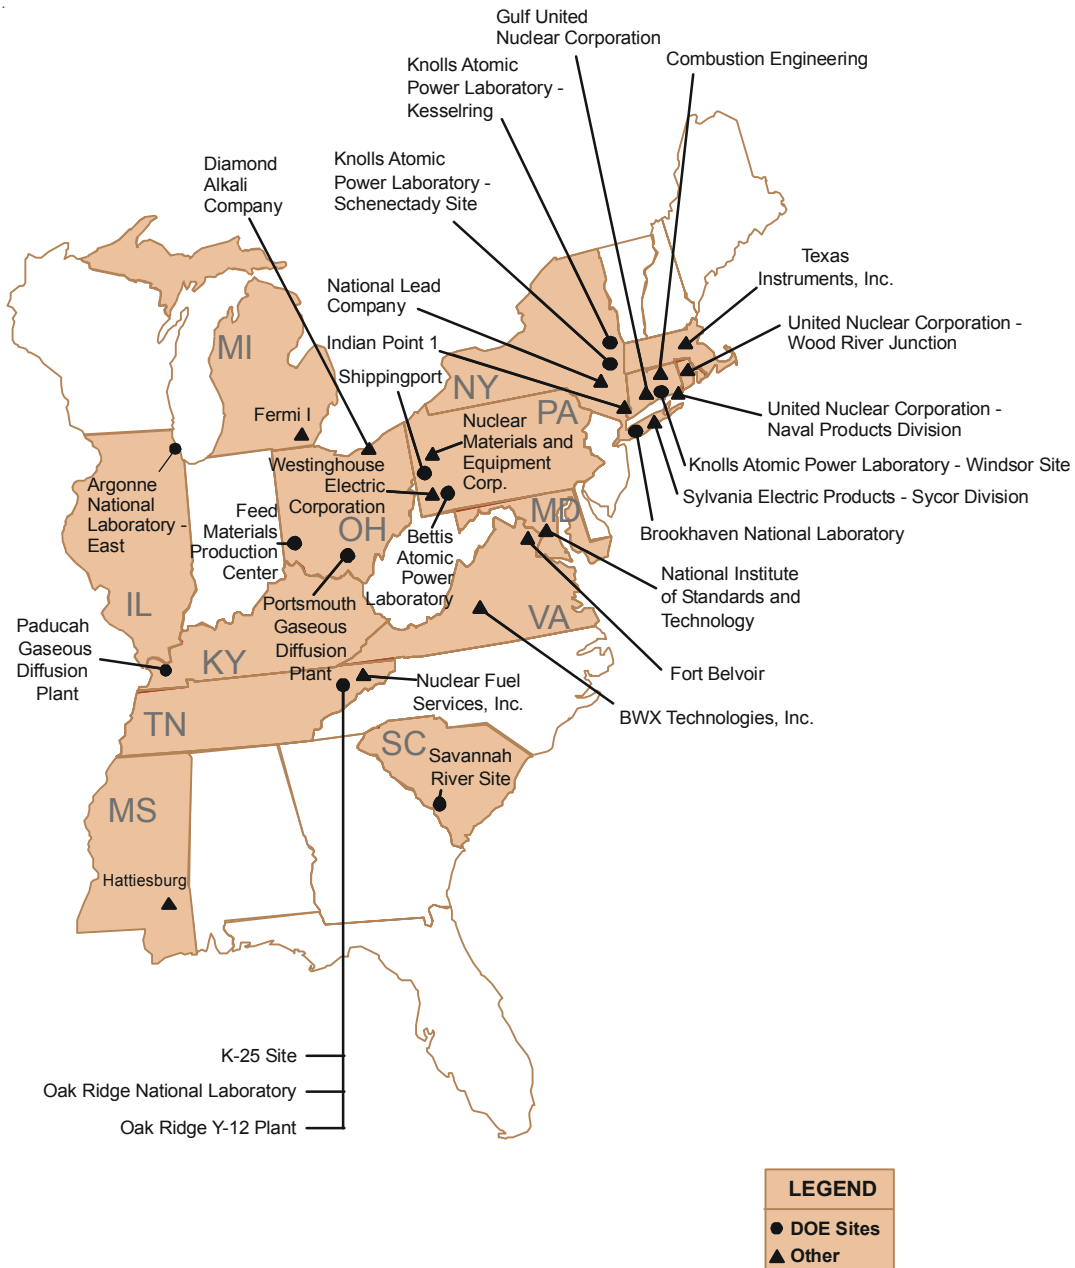 Gulf United
Nuclear Corporation
Combustion Engineering
Knolls Atomic
Power Laboratory -
Kesselring
Knolls Atomic
Power Laboratory -
Schenectady Site
Diamond
Alkali
Company
Texas
Instruments, Inc.
National Lead
Company
United Nuclear Corporation -
Wood River Junction
Indian Point 1
MI
Shippingport
NY
PA
Fermi I
Nuclear
Materials and
Equipment
Corp.
United Nuclear Corporation -
Naval Products Division
Westinghouse
Electric
Corporation
Knolls Atomic Power Laboratory - Windsor Site
Argonne
National
Laboratory -
East
Sylvania Electric Products - Sycor Division
Feed
Materials
Production
Center
OH
MD
Brookhaven National Laboratory
Bettis
Atomic
Power
Laboratory
National Institute
of Standards and
Technology
IL
Portsmouth
Gaseous
Diffusion
Plant
VA
Paducah
Gaseous
Diffusion
Plant
KY
Fort Belvoir
Nuclear Fuel
Services, Inc.
BWX Technologies, Inc.
TN
SC
Savannah
River Site
MS
Hattiesburg
K-25 Site
Oak Ridge National Laboratory
Oak Ridge Y-12 Plant
LEGEND
DOE Sites
Other